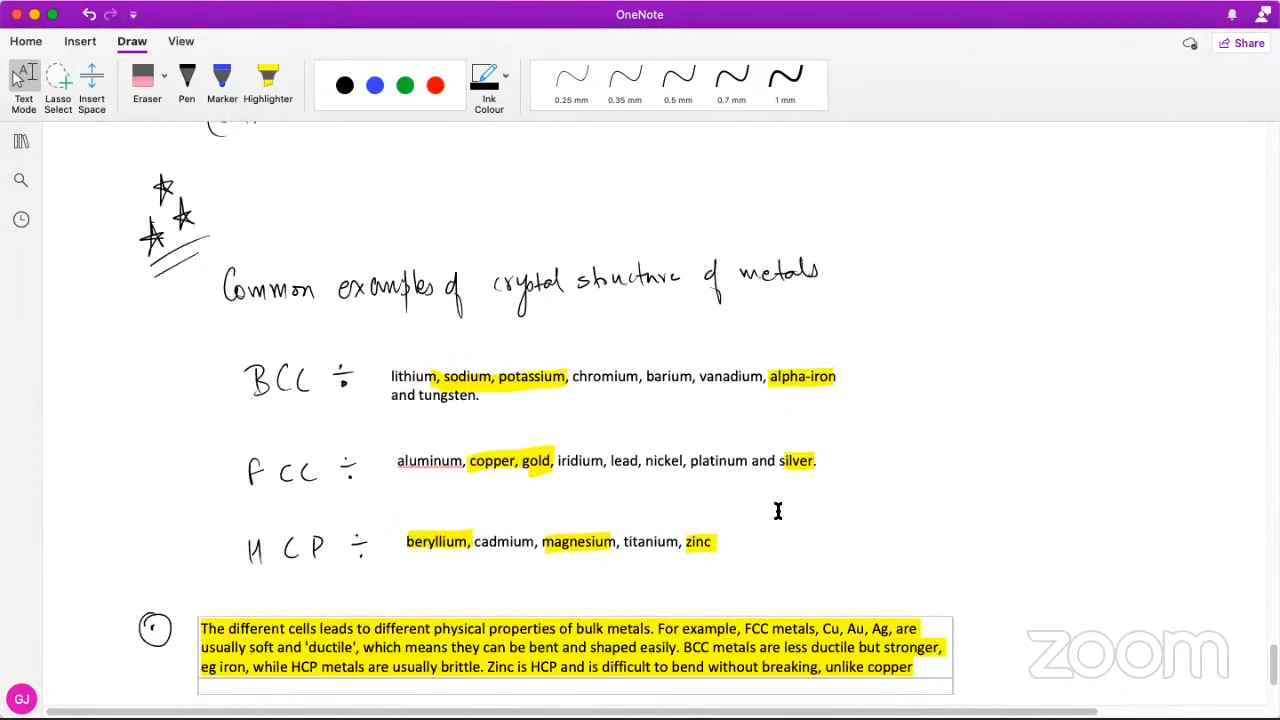 OneNote
Home Insert Draw View
Share
Text Mode
Lasso Select
Insert Space
Eraser
Pen
Marker
Highlighter
Ink Colour
0.25 mm
0.35 mm
0.5 mm
0.7 mm
1 mm
Common examples of crystal structure of metals
BCC ÷ lithium, sodium, potassium, chromium, barium, vanadium, alpha-iron
and tungsten.
FCC ÷ aluminum, copper, gold, iridium, lead, nickel, platinum and silver.
HCP ÷ beryllium, cadmium, magnesium, titanium, zinc
The different cells leads to different physical properties of bulk metals. For example, FCC metals, Cu, Au, Ag, are
usually soft and 'ductile', which means they can be bent and shaped easily. BCC metals are less ductile but stronger,
eg iron, while HCP metals are usually brittle. Zinc is HCP and is difficult to bend without breaking, unlike copper
GJ
zoom